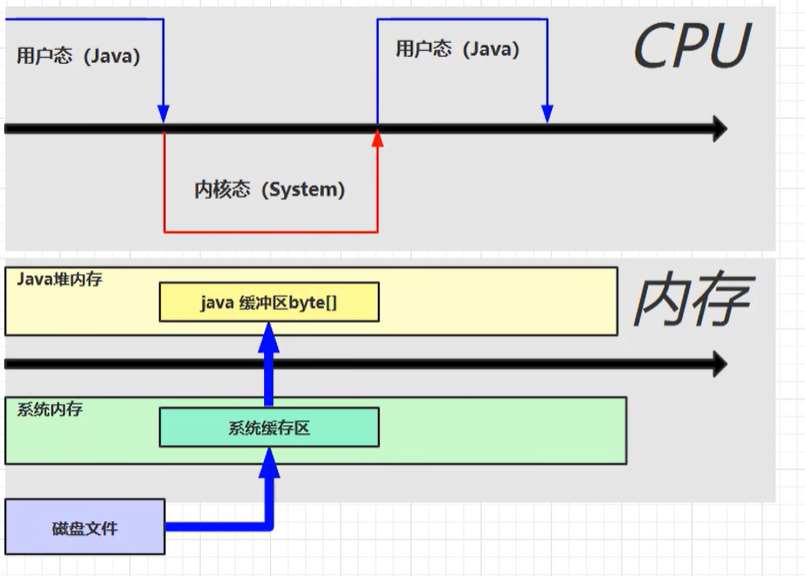 用户态（Java）
用户态（Java）
CPU
内核态（System）
Java堆内存
java 缓冲区byte[]
内存
系统内存
系统缓存区
磁盘文件